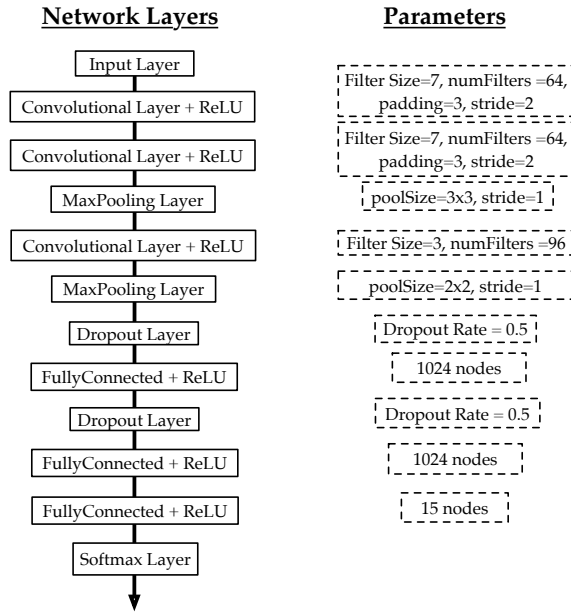 Network Layers
Parameters
Input Layer
Convolutional Layer + ReLU
Filter Size=7, numFilters =64,
padding=3, stride=2
Convolutional Layer + ReLU
Filter Size=7, numFilters =64,
padding=3, stride=2
MaxPooling Layer
poolSize=3x3, stride=1
Convolutional Layer + ReLU
Filter Size=3, numFilters =96
MaxPooling Layer
poolSize=2x2, stride=1
Dropout Layer
Dropout Rate = 0.5
FullyConnected + ReLU
1024 nodes
Dropout Layer
Dropout Rate = 0.5
FullyConnected + ReLU
1024 nodes
FullyConnected + ReLU
15 nodes
Softmax Layer